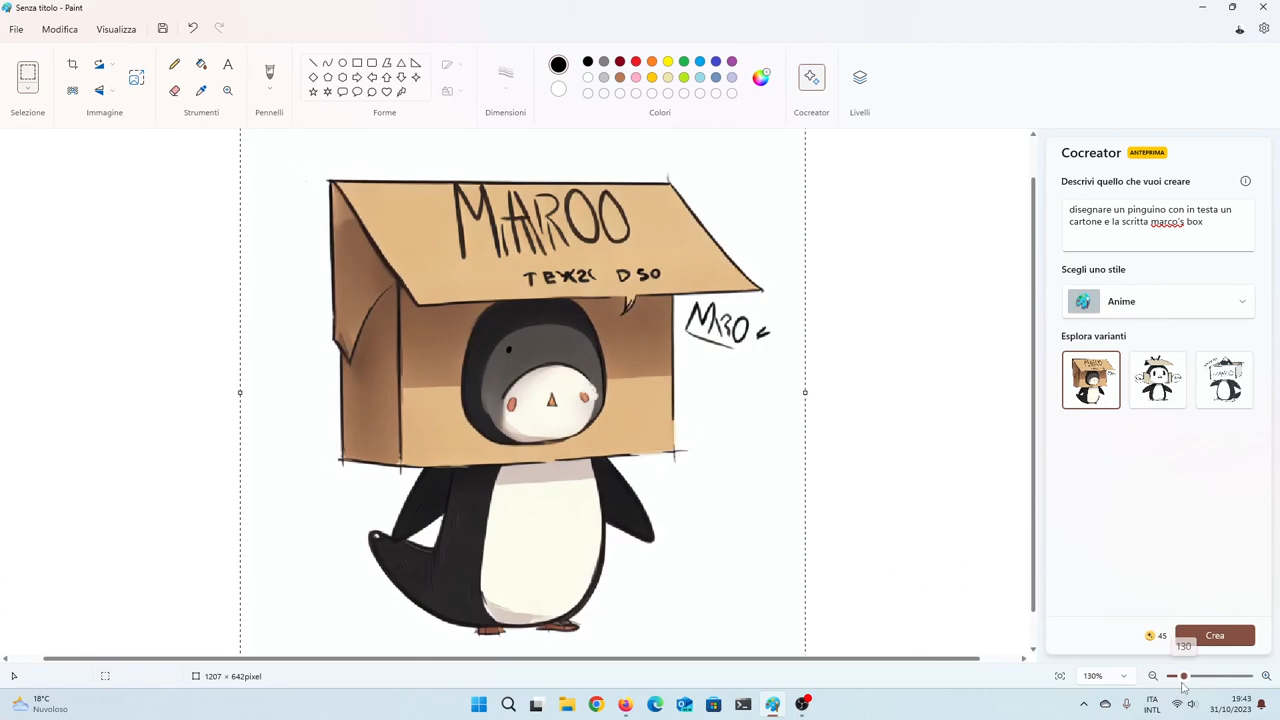 Senza titolo - Paint
File Modifica Visualizza
Selezione Immagine Strumenti Pennelli Forme Dimensioni Colori Cocreator Livelli
MAROO
Cocreator ANTEPRIMA
Descrivi quello che vuoi creare
disegnare un pinguino con in testa un
cartone e la scritta marco's box
Scegli uno stile
Anime
Esplora varianti
45 Crea
130
1207 × 642pixel
130%
18°C
Nuvoloso
ITA
INTL
19:43
31/10/2023